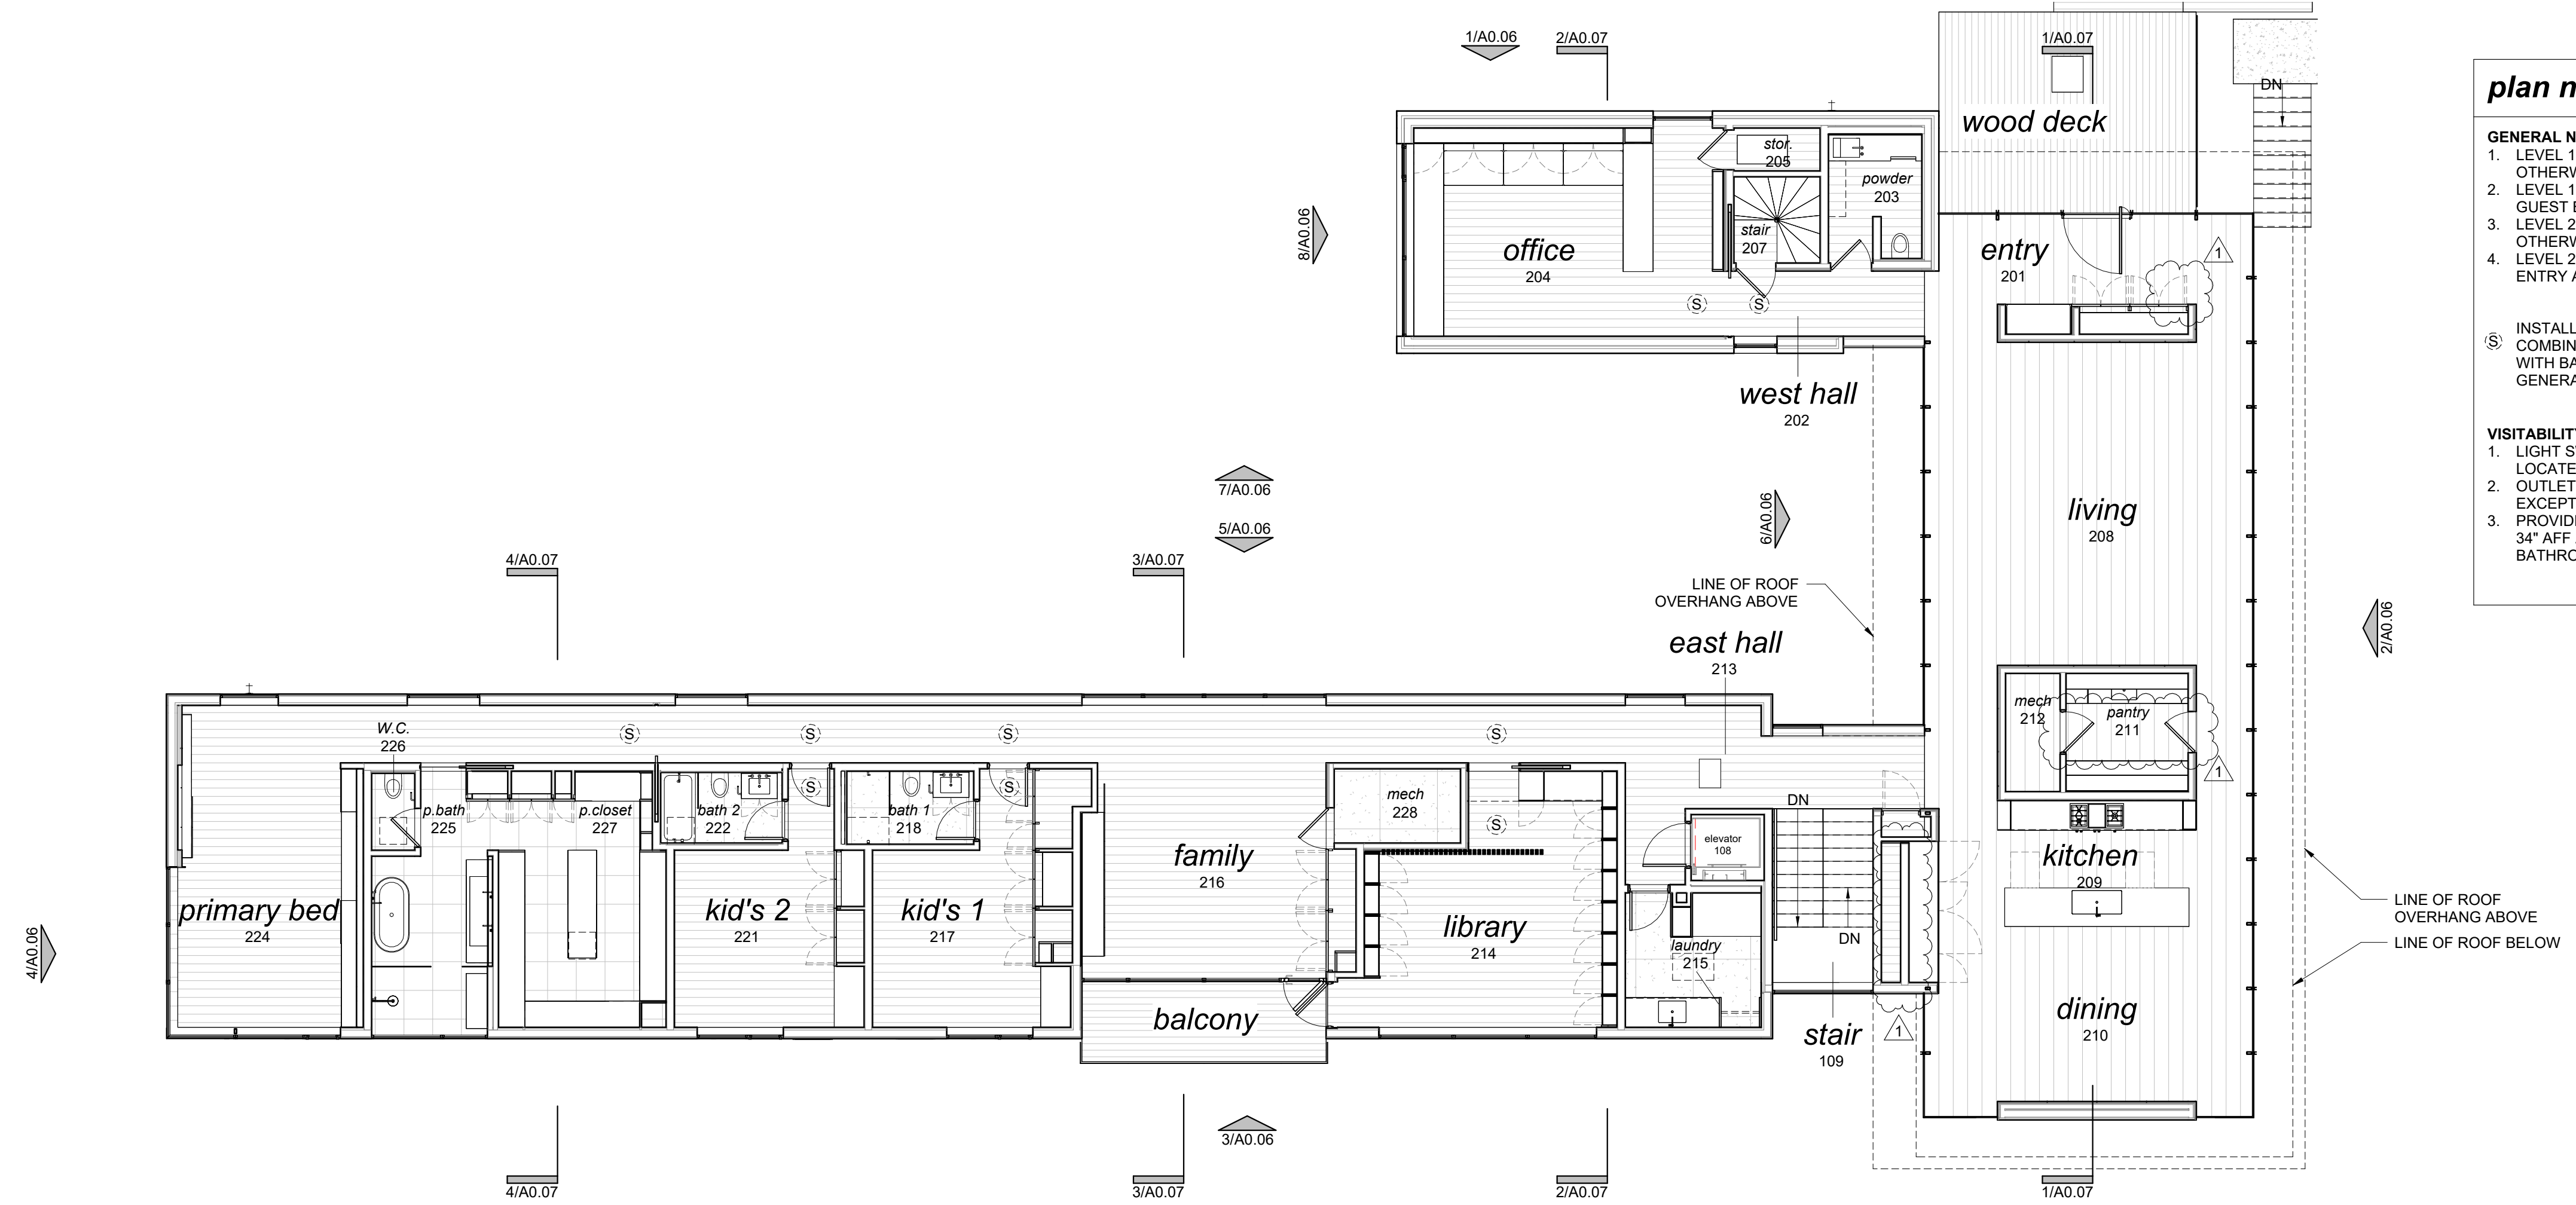 1/A0.06
2/A0.07
1/A0.07
DN
plan n
wood deck
GENERAL N
1. LEVEL 1
OTHERW
2. LEVEL 1
GUEST E
3. LEVEL 2
OTHERW
4. LEVEL 2
ENTRY A
S INSTALL
COMBIN
WITH BA
GENERA
VISITABILITY
1. LIGHT S
LOCATE
2. OUTLET
EXCEPT
3. PROVID
34" AFF
BATHRO
stor.
205
powder
203
stair
207
office
204
S
S
8/A0.06
entry
201
1
west hall
202
7/A0.06
5/A0.06
6/A0.06
living
208
4/A0.07
3/A0.07
LINE OF ROOF
OVERHANG ABOVE
2/A0.06
east hall
213
mech
212
pantry
211
1
W.C.
226
S
S
S
S
S
S
S
p.bath
225
p.closet
227
bath 2
222
bath 1
218
mech
228
DN
elevator
108
family
216
kitchen
209
primary bed
224
kid's 2
221
kid's 1
217
library
214
laundry
215
DN
LINE OF ROOF
OVERHANG ABOVE
LINE OF ROOF BELOW
4/A0.06
balcony
stair
109
1
dining
210
3/A0.06
4/A0.07
3/A0.07
2/A0.07
1/A0.07